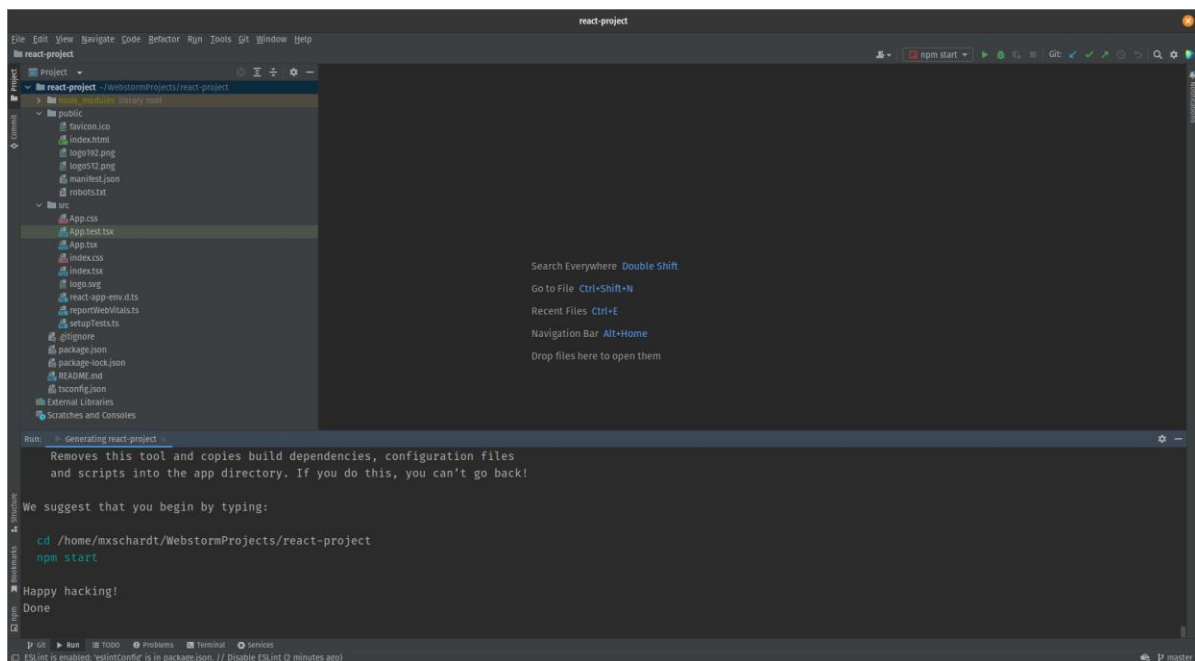 react-project
File Edit View Navigate Code Refactor Run Tools Git Window Help
react-project
npm start
Git:
Project
Project
react-project ~/WebstormProjects/react-project
node_modules library root
public
favicon.ico
index.html
logo192.png
logo512.png
manifest.json
robots.txt
src
App.css
App.test.tsx
App.tsx
index.css
index.tsx
logo.svg
react-app-env.d.ts
reportWebVitals.ts
setupTests.ts
.gitignore
package.json
package-lock.json
README.md
tsconfig.json
External Libraries
Scratches and Consoles
Commit
Notifications
Search Everywhere Double Shift
Go to File Ctrl+Shift+N
Recent Files Ctrl+E
Navigation Bar Alt+Home
Drop files here to open them
Run: Generating react-project
Removes this tool and copies build dependencies, configuration files
and scripts into the app directory. If you do this, you can’t go back!
We suggest that you begin by typing:
cd /home/mxschardt/WebstormProjects/react-project
npm start
Happy hacking!
Done
Structure
Bookmarks
npm
Git Run TODO Problems Terminal Services
ESLint is enabled: 'eslintConfig' is in package.json. // Disable ESLint (2 minutes ago)
master